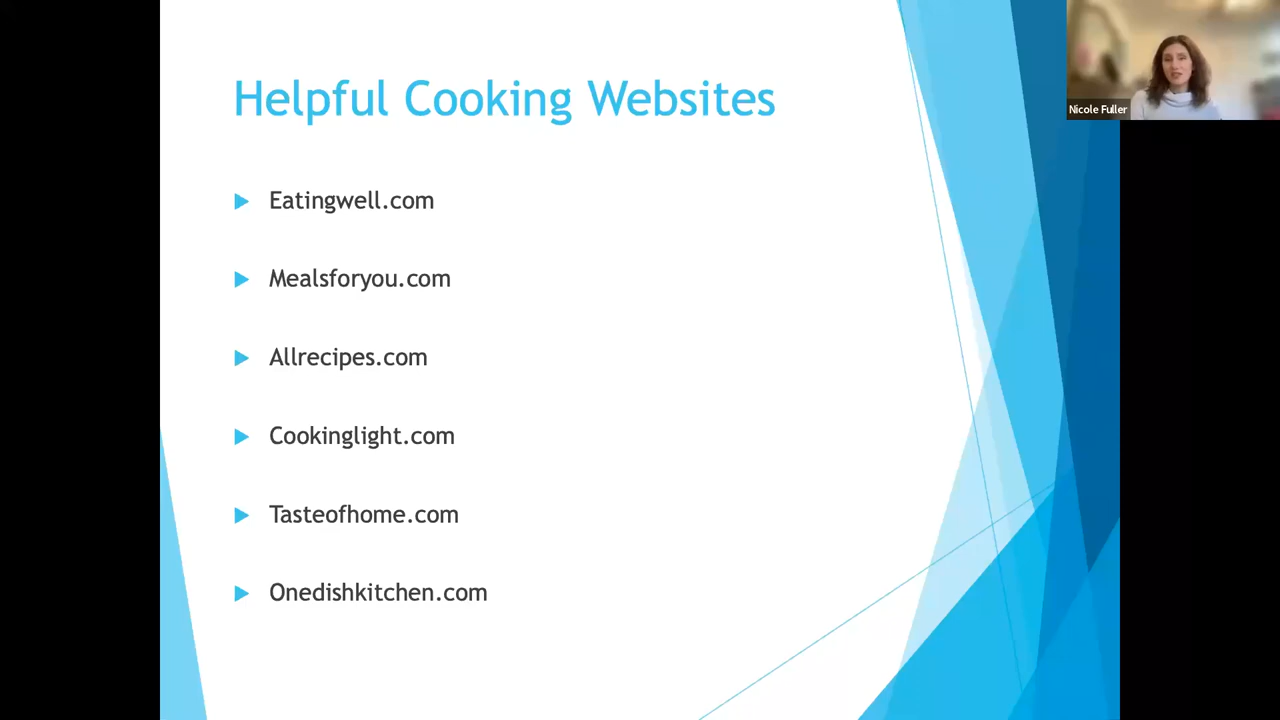 Helpful Cooking Websites
Eatingwell.com
Mealsforyou.com
Allrecipes.com
Cookinglight.com
Tasteofhome.com
Onedishkitchen.com
Nicole Fuller